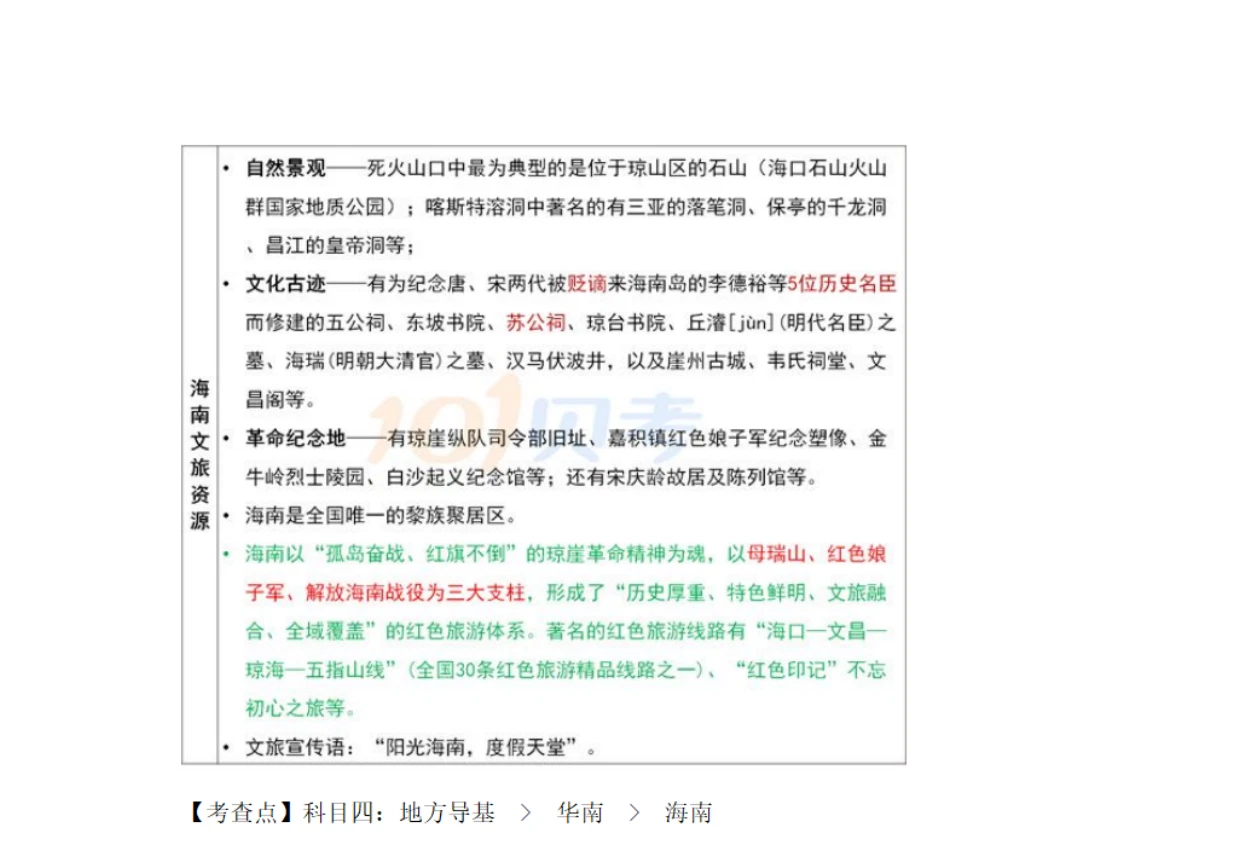 海南文旅资源
• 自然景观——死火山口中最为典型的是位于琼山区的石山（海口石山火山
群国家地质公园）；喀斯特溶洞中著名的有三亚的落笔洞、保亭的千龙洞
、昌江的皇帝洞等；
• 文化古迹——有为纪念唐、宋两代被贬谪来海南岛的李德裕等5位历史名臣
而修建的五公祠、东坡书院、苏公祠、琼台书院、丘濬[jùn](明代名臣)之
墓、海瑞(明朝大清官)之墓、汉马伏波井，以及崖州古城、韦氏祠堂、文
昌阁等。
• 革命纪念地——有琼崖纵队司令部旧址、嘉积镇红色娘子军纪念塑像、金
牛岭烈士陵园、白沙起义纪念馆等；还有宋庆龄故居及陈列馆等。
• 海南是全国唯一的黎族聚居区。
• 海南以“孤岛奋战、红旗不倒”的琼崖革命精神为魂，以母瑞山、红色娘
子军、解放海南战役为三大支柱，形成了“历史厚重、特色鲜明、文旅融
合、全域覆盖”的红色旅游体系。著名的红色旅游线路有“海口—文昌—
琼海—五指山线”(全国30条红色旅游精品线路之一)、“红色印记”不忘
初心之旅等。
• 文旅宣传语：“阳光海南，度假天堂”。
101贝考
【考查点】科目四：地方导基 > 华南 > 海南